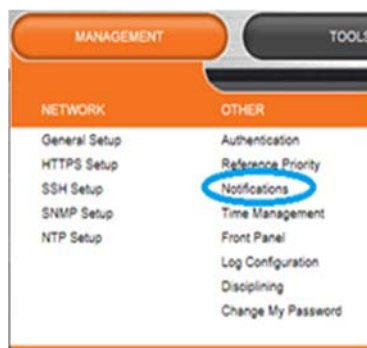 MANAGEMENT
TOOLS
NETWORK
General Setup
HTTPS Setup
SSH Setup
SNMP Setup
NTP Setup
OTHER
Authentication
Reference Priority
Notifications
Time Management
Front Panel
Log Configuration
Disciplining
Change My Password